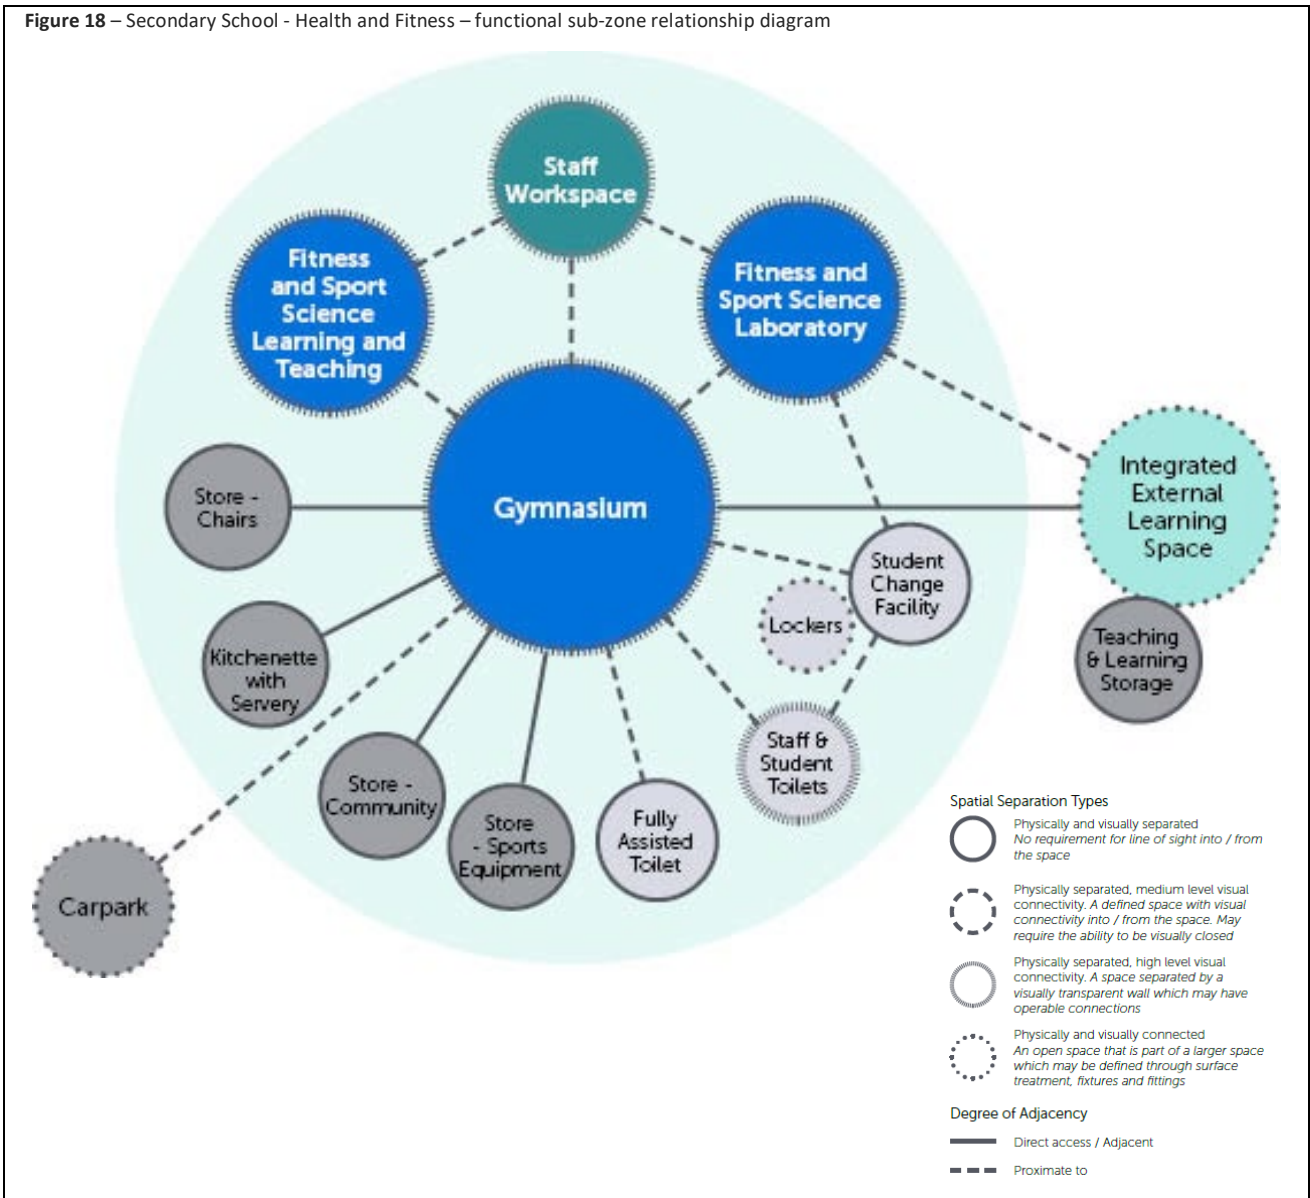 Figure 18 – Secondary School - Health and Fitness – functional sub-zone relationship diagram
Staff
Workspace
Fitness
and Sport
Science
Learning and
Teaching
Fitness and
Sport Science
Laboratory
Gymnasium
Integrated
External
Learning
Space
Store -
Chairs
Student
Change
Facility
Lockers
Kitchenette
with
Servery
Teaching
& Learning
Storage
Store -
Community
Store
- Sports
Equipment
Fully
Assisted
Toilet
Staff &
Student
Toilets
Carpark
Spatial Separation Types
Physically and visually separated
No requirement for line of sight into / from
the space
Physically separated, medium level visual
connectivity. A defined space with visual
connectivity into / from the space. May
require the ability to be visually closed
Physically separated, high level visual
connectivity. A space separated by a
visually transparent wall which may have
operable connections
Physically and visually connected
An open space that is part of a larger space
which may be defined through surface
treatment, fixtures and fittings
Degree of Adjacency
Direct access / Adjacent
Proximate to